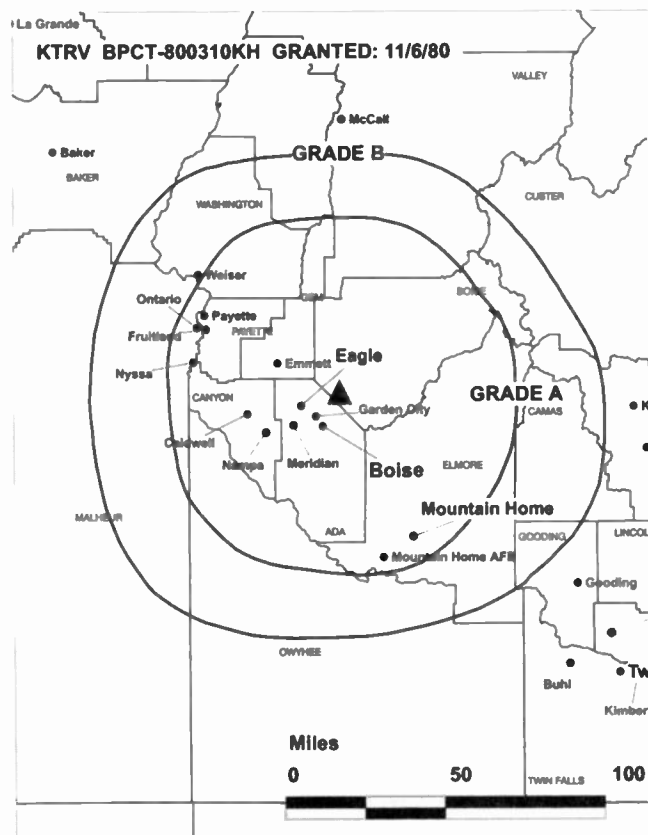 La Grande
KTRV BPCT-800310KH GRANTED: 11/6/80
VALLEY
McCall
Baker
GRADE B
BAKER
WASHINGTON
CUSTER
Weiser
GEM
BOISE
Ontario
Payette
Fruitland
PAYETTE
Eagle
Emmett
Nyssa
GRADE A
CANYON
Garden City
CAMAS
K
Caldwell
Nampa
Meridian
Boise
ELMORE
Mountain Home
MALHEUR
ADA
GOODING
LINCOL
Mountain Home AFB
Gooding
OWYHEE
Tw
Buhl
Kimber
Miles
0 50 100
TWIN FALLS